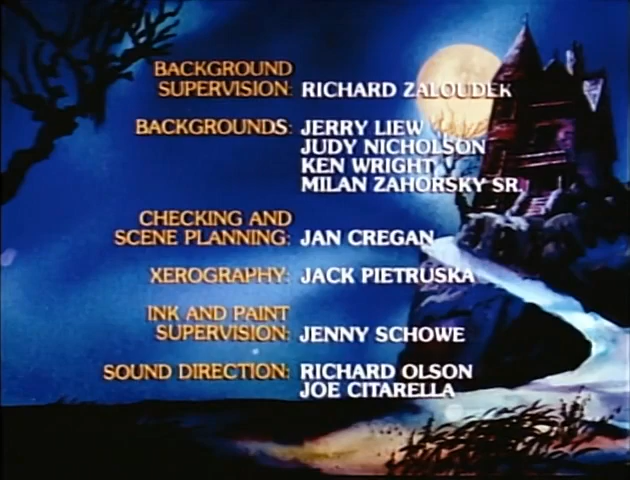 BACKGROUND
SUPERVISION: RICHARD ZALOUDEK
BACKGROUNDS: JERRY LIEW
JUDY NICHOLSON
KEN WRIGHT
MILAN ZAHORSKY SR.
CHECKING AND
SCENE PLANNING: JAN CREGAN
XEROGRAPHY: JACK PIETRUSKA
INK AND PAINT
SUPERVISION: JENNY SCHOWE
SOUND DIRECTION: RICHARD OLSON
JOE CITARELLA